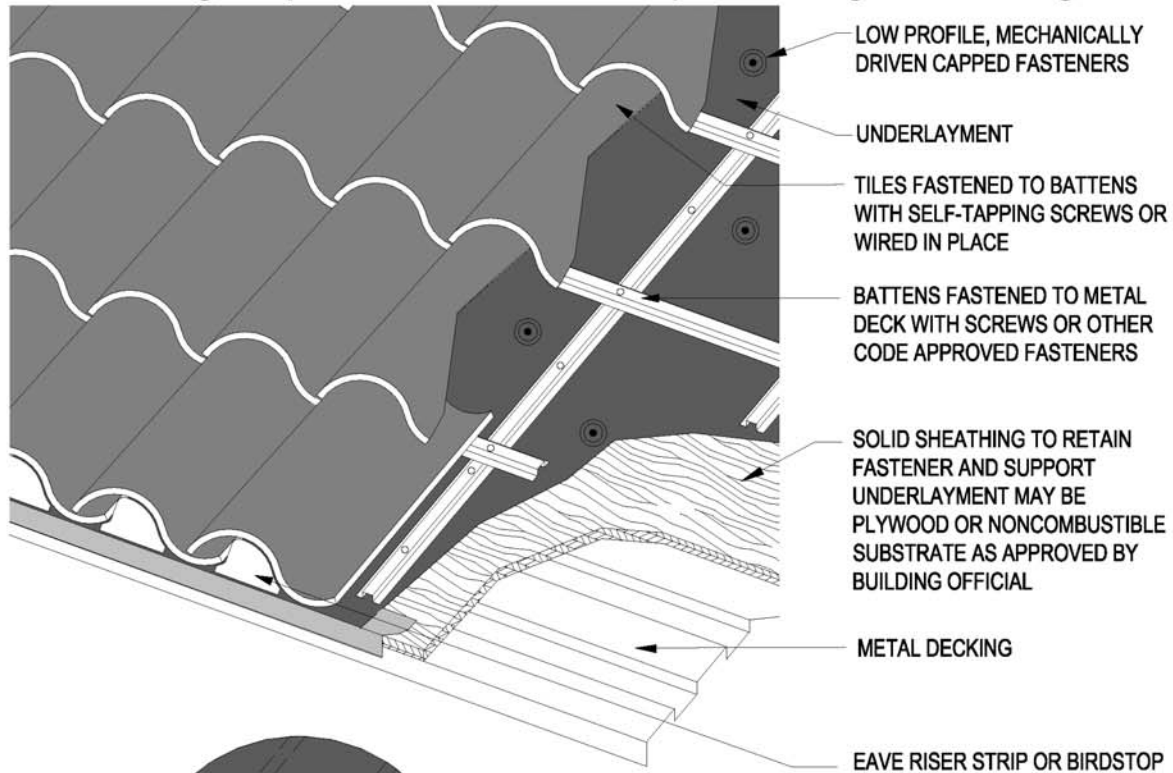 LOW PROFILE, MECHANICALLY
DRIVEN CAPPED FASTENERS
UNDERLAYMENT
TILES FASTENED TO BATTENS
WITH SELF-TAPPING SCREWS OR
WIRED IN PLACE
BATTENS FASTENED TO METAL
DECK WITH SCREWS OR OTHER
CODE APPROVED FASTENERS
SOLID SHEATHING TO RETAIN
FASTENER AND SUPPORT
UNDERLAYMENT MAY BE
PLYWOOD OR NONCOMBUSTIBLE
SUBSTRATE AS APPROVED BY
BUILDING OFFICIAL
METAL DECKING
EAVE RISER STRIP OR BIRDSTOP